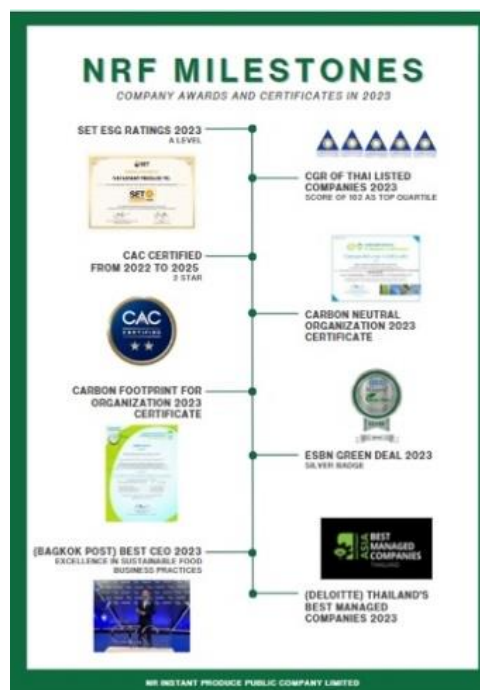 NRF MILESTONES
COMPANY AWARDS AND CERTIFICATES IN 2023
SET ESG RATINGS 2023
A LEVEL
SET
CGR OF THAI LISTED
COMPANIES 2023
SCORE OF 102 AS TOP QUARTILE
CAC CERTIFIED
FROM 2022 TO 2025
2 STAR
CAC
CERTIFIED
CARBON NEUTRAL
ORGANIZATION 2023
CERTIFICATE
CARBON FOOTPRINT FOR
ORGANIZATION 2023
CERTIFICATE
ESBN GREEN DEAL 2023
SILVER BADGE
(BAGKOK POST) BEST CEO 2023
EXCELLENCE IN SUSTAINABLE FOOD
BUSINESS PRACTICES
ASIA
BEST
MANAGED
COMPANIES
THAILAND
(DELOITTE) THAILAND'S
BEST MANAGED
COMPANIES 2023
NR INSTANT PRODUCE PUBLIC COMPANY LIMITED